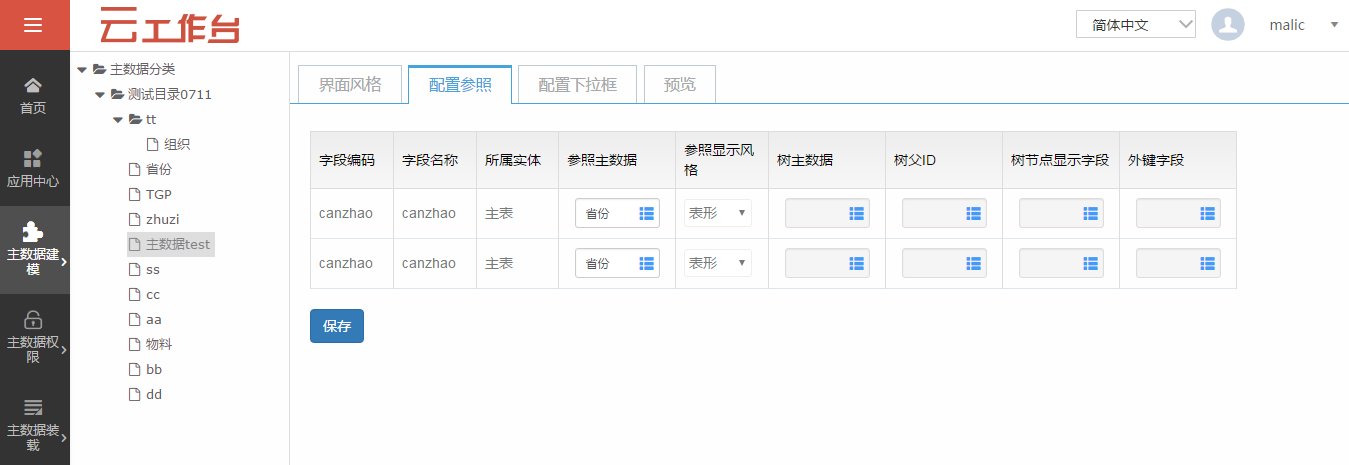 云工作台
简体中文
malic
首页
应用中心
主数据建
模
主数据权
限
主数据装
载
主数据分类
测试目录0711
tt
组织
省份
TGP
zhuzi
主数据test
ss
cc
aa
物料
bb
dd
界面风格 配置参照 配置下拉框 预览
字段编码 字段名称 所属实体 参照主数据 参照显示风格 树主数据 树父ID 树节点显示字段 外键字段
canzhao canzhao 主表 省份 表形
canzhao canzhao 主表 省份 表形
保存